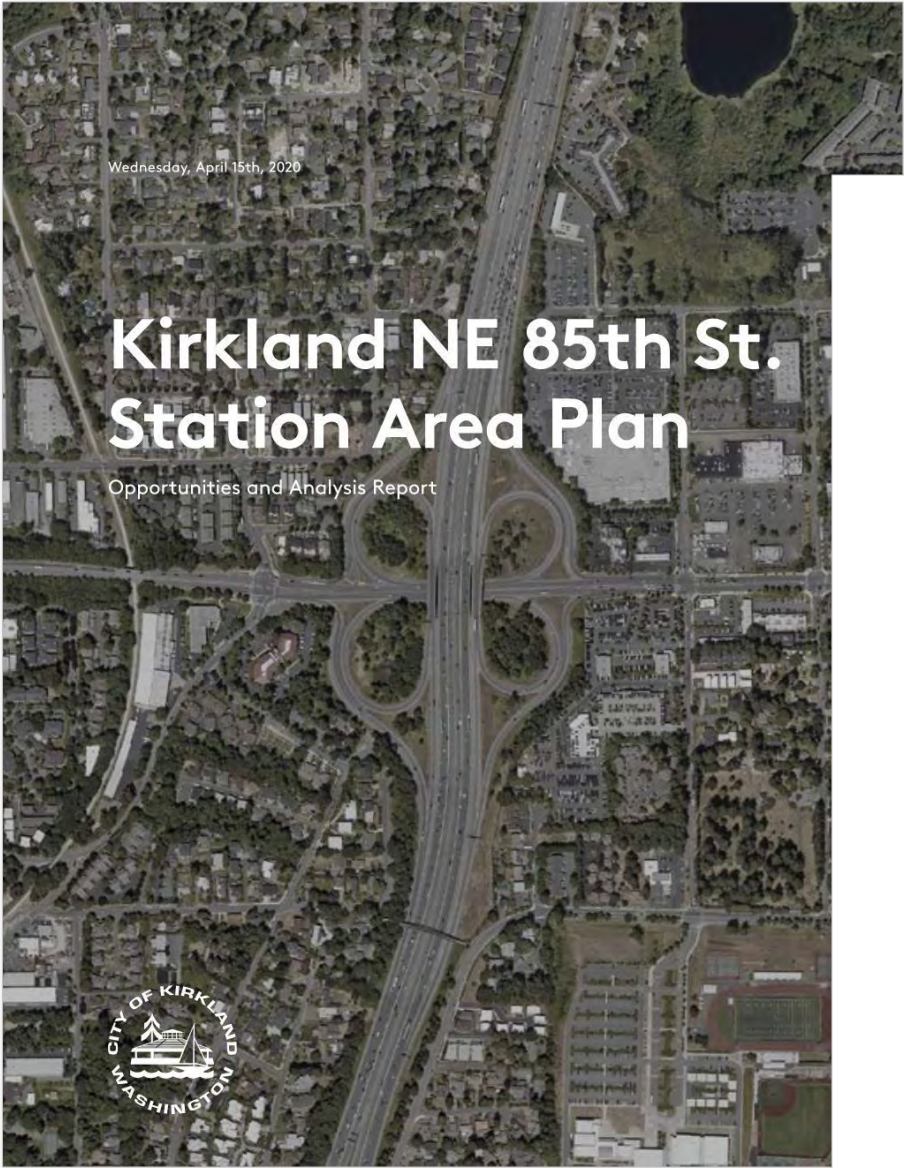 Wednesday, April 15th, 2020
Kirkland NE 85th St.
Station Area Plan
Opportunities and Analysis Report
CITY OF KIRKLAND
WASHINGTON